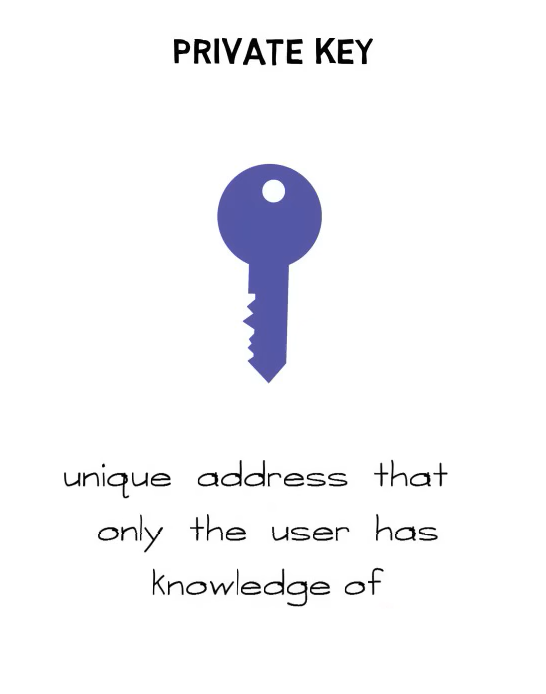 PRIVATE KEY
unique address that
only the user has
knowledge of